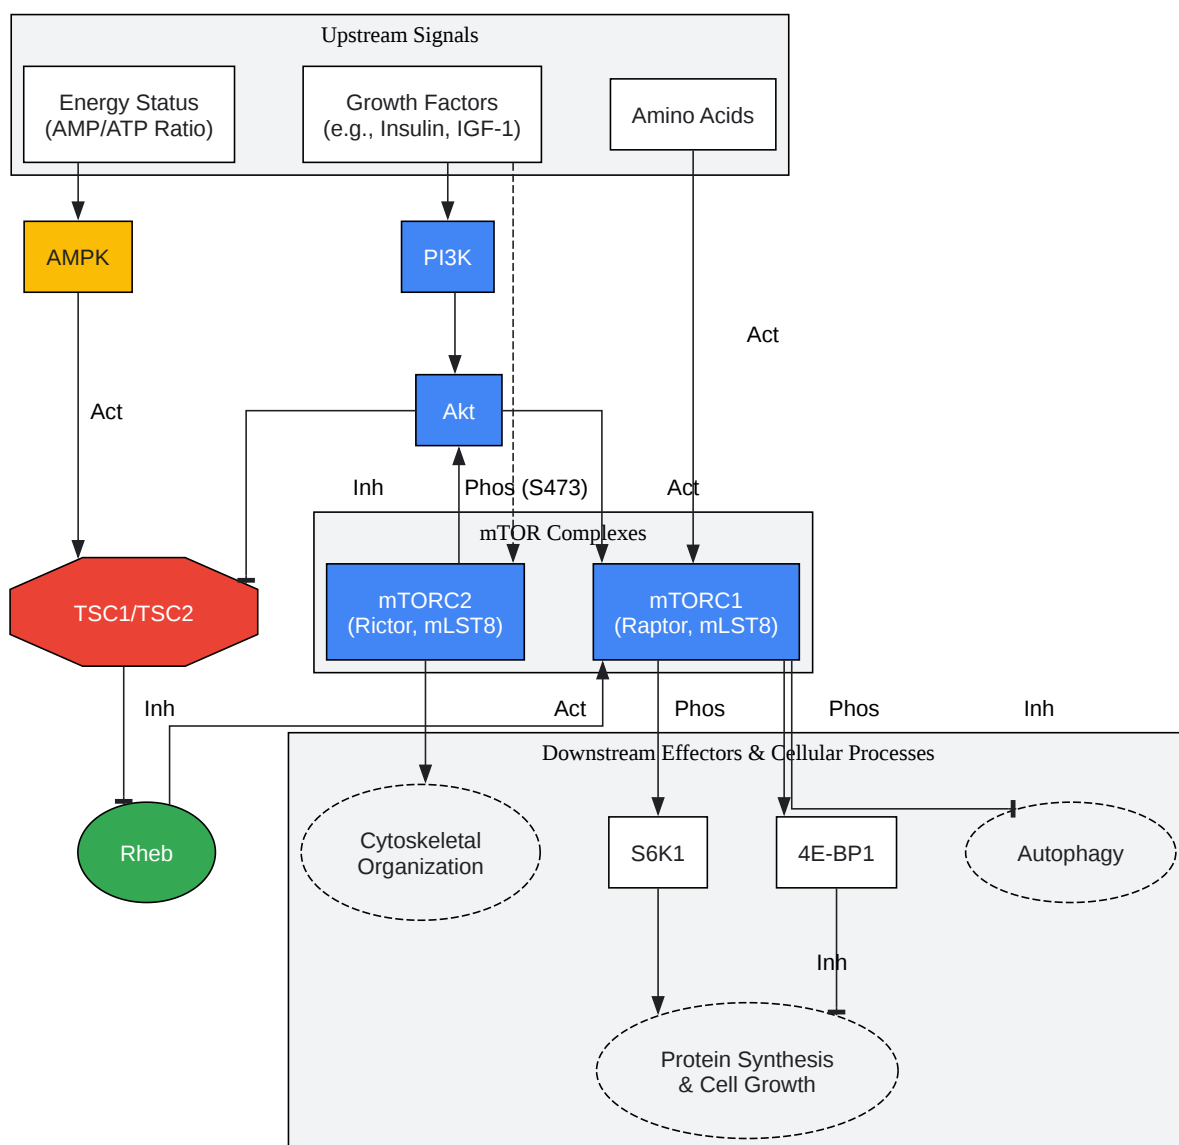 Upstream Signals
Energy Status
(AMP/ATP Ratio)
Growth Factors
(e.g., Insulin, IGF-1)
Amino Acids
AMPK
PI3K
Act
Act
Akt
Inh
Phos (S473)
Act
mTOR Complexes
TSC1/TSC2
mTORC2
(Rictor, mLST8)
mTORC1
(Raptor, mLST8)
Inh
Act
Phos
Phos
Inh
Downstream Effectors & Cellular Processes
Rheb
Cytoskeletal
Organization
S6K1
4E-BP1
Autophagy
Inh
Protein Synthesis
& Cell Growth